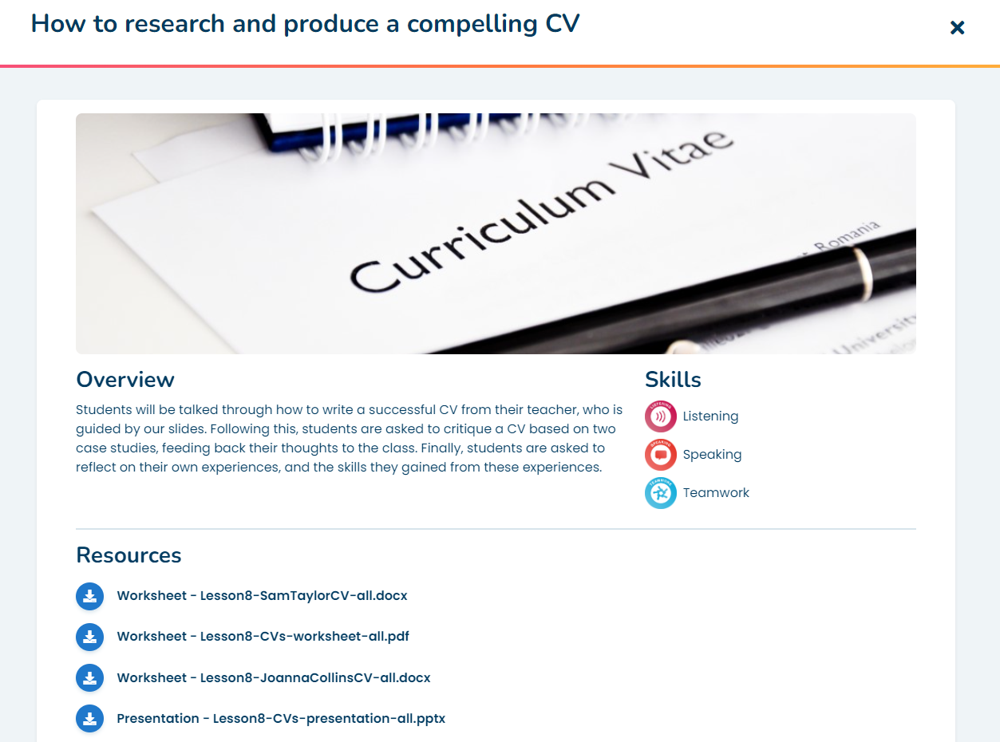 How to research and produce a compelling CV
Curriculum Vitae
Romania
University
Overview
Students will be talked through how to write a successful CV from their teacher, who is
guided by our slides. Following this, students are asked to critique a CV based on two
case studies, feeding back their thoughts to the class. Finally, students are asked to
reflect on their own experiences, and the skills they gained from these experiences.
Skills
LISTENING
Listening
SPEAKING
Speaking
TEAMWORK
Teamwork
Resources
Worksheet - Lesson8-SamTaylorCV-all.docx
Worksheet - Lesson8-CVs-worksheet-all.pdf
Worksheet - Lesson8-JoannaCollinsCV-all.docx
Presentation - Lesson8-CVs-presentation-all.pptx